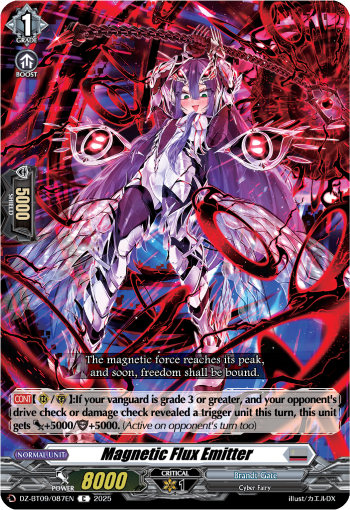 1
GRADE
BOOST
5000
SHIELD
The magnetic force reaches its peak,
and soon, freedom shall be bound.
CONT【/】:If your vanguard is grade 3 or greater, and your opponent's
drive check or damage check revealed a trigger unit this turn, this unit
gets +5000/+5000. (Active on opponent's turn too)
NORMAL UNIT
Magnetic Flux Emitter
POWER 8000
CRITICAL
1
Brandt Gate
Cyber Fairy
D-DZ-BT09/087EN C 2025
illust/カエルDX